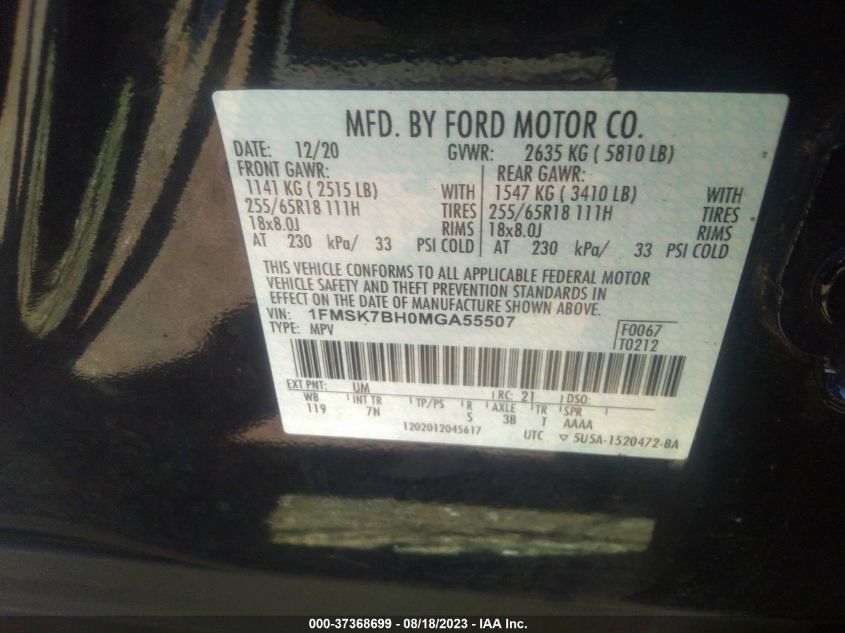 MFD. BY FORD MOTOR CO.
DATE: 12/20 GVWR: 2635 KG ( 5810 LB)
FRONT GAWR: REAR GAWR:
1141 KG ( 2515 LB) WITH 1547 KG ( 3410 LB) WITH
255/65R18 111H TIRES 255/65R18 111H TIRES
18x8.0J RIMS 18x8.0J RIMS
AT 230 kPa/ 33 PSI COLD AT 230 kPa/ 33 PSI COLD
THIS VEHICLE CONFORMS TO ALL APPLICABLE FEDERAL MOTOR
VEHICLE SAFETY AND THEFT PREVENTION STANDARDS IN
EFFECT ON THE DATE OF MANUFACTURE SHOWN ABOVE.
VIN: 1FMSK7BH0MGA55507 F0067
TYPE: MPV T0212
EXT PNT: UM RC: 21 DSO:
WB INT TR TP/PS R AXLE TR SPR
119 7N S 3B T AAAA
1202012045617 UTC ▽ 5U5A-1520472-BA
000-37368699 - 08/18/2023 - IAA Inc.